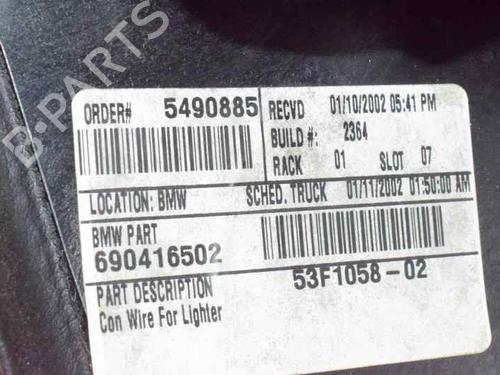 ORDER# 5490885
RECVD 01/10/2002 05:41 PM
BUILD #: 2364
RACK 01 SLOT 07
LOCATION: BMW SCHED. TRUCK 01/11/2002 01:50:00 AM
BMW PART
690416502
53F1058-02
PART DESCRIPTION
Con Wire For Lighter
B-PARTS